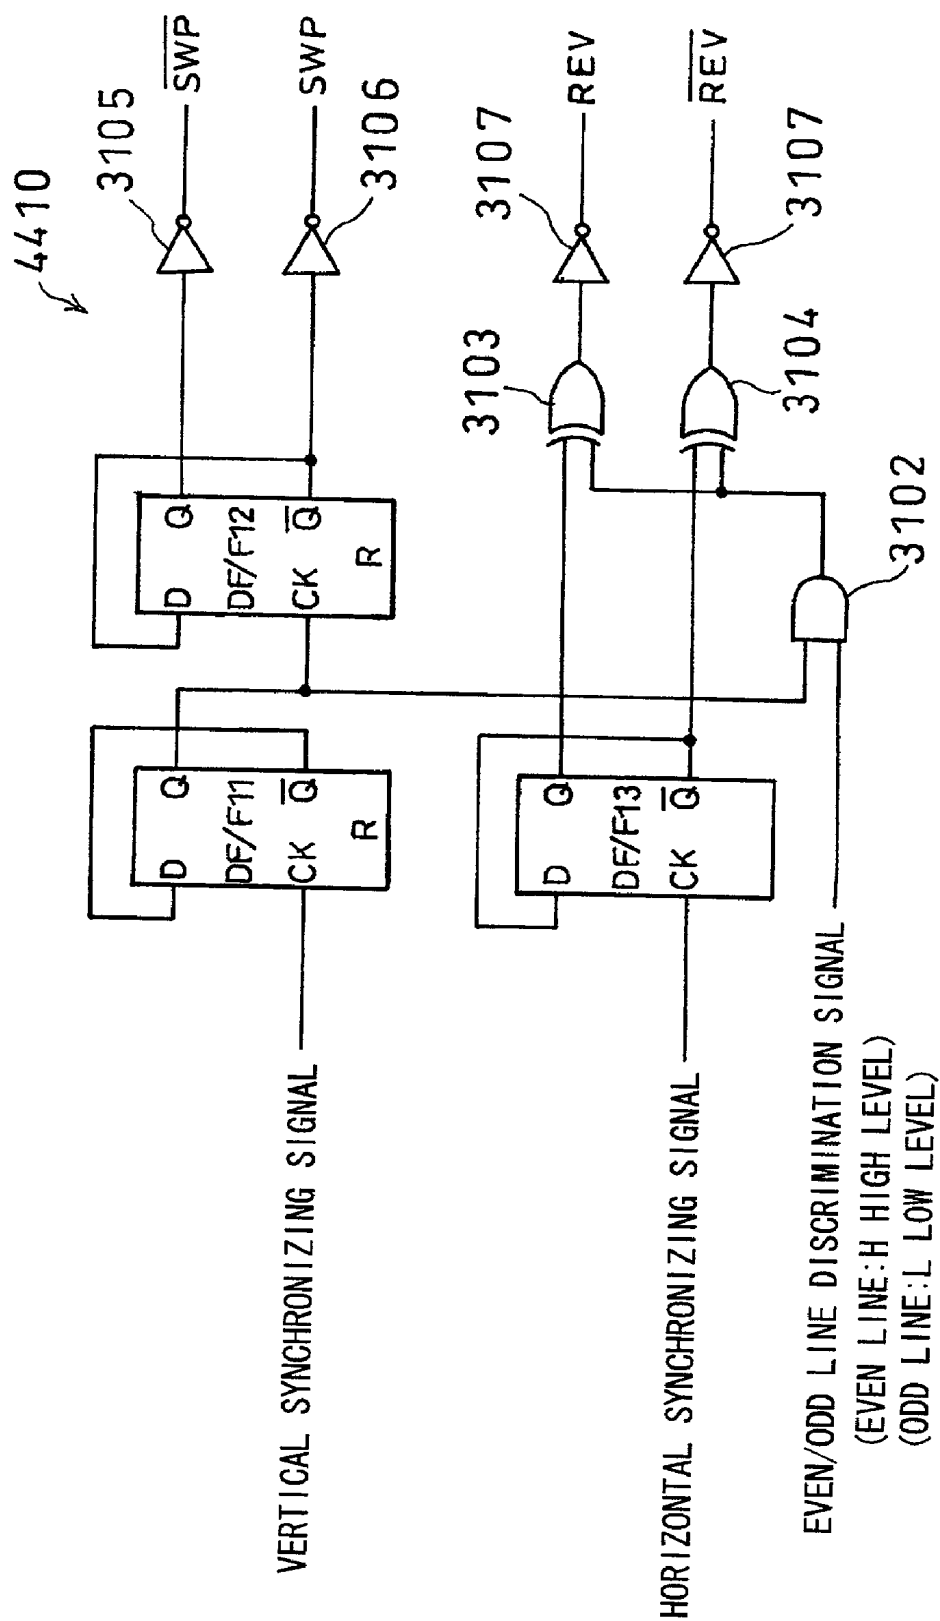 4410
3105
S̅W̅P̅
SWP
3106
D
Q
DF/F11
CK
Q̅
R
D
Q
DF/F12
CK
Q̅
R
VERTICAL SYNCHRONIZING SIGNAL
3103
3107
REV
R̅E̅V̅
3107
3104
D
Q
DF/F13
CK
Q̅
HORIZONTAL SYNCHRONIZING SIGNAL
3102
EVEN/ODD LINE DISCRIMINATION SIGNAL
(EVEN LINE:H HIGH LEVEL)
(ODD LINE:L LOW LEVEL)